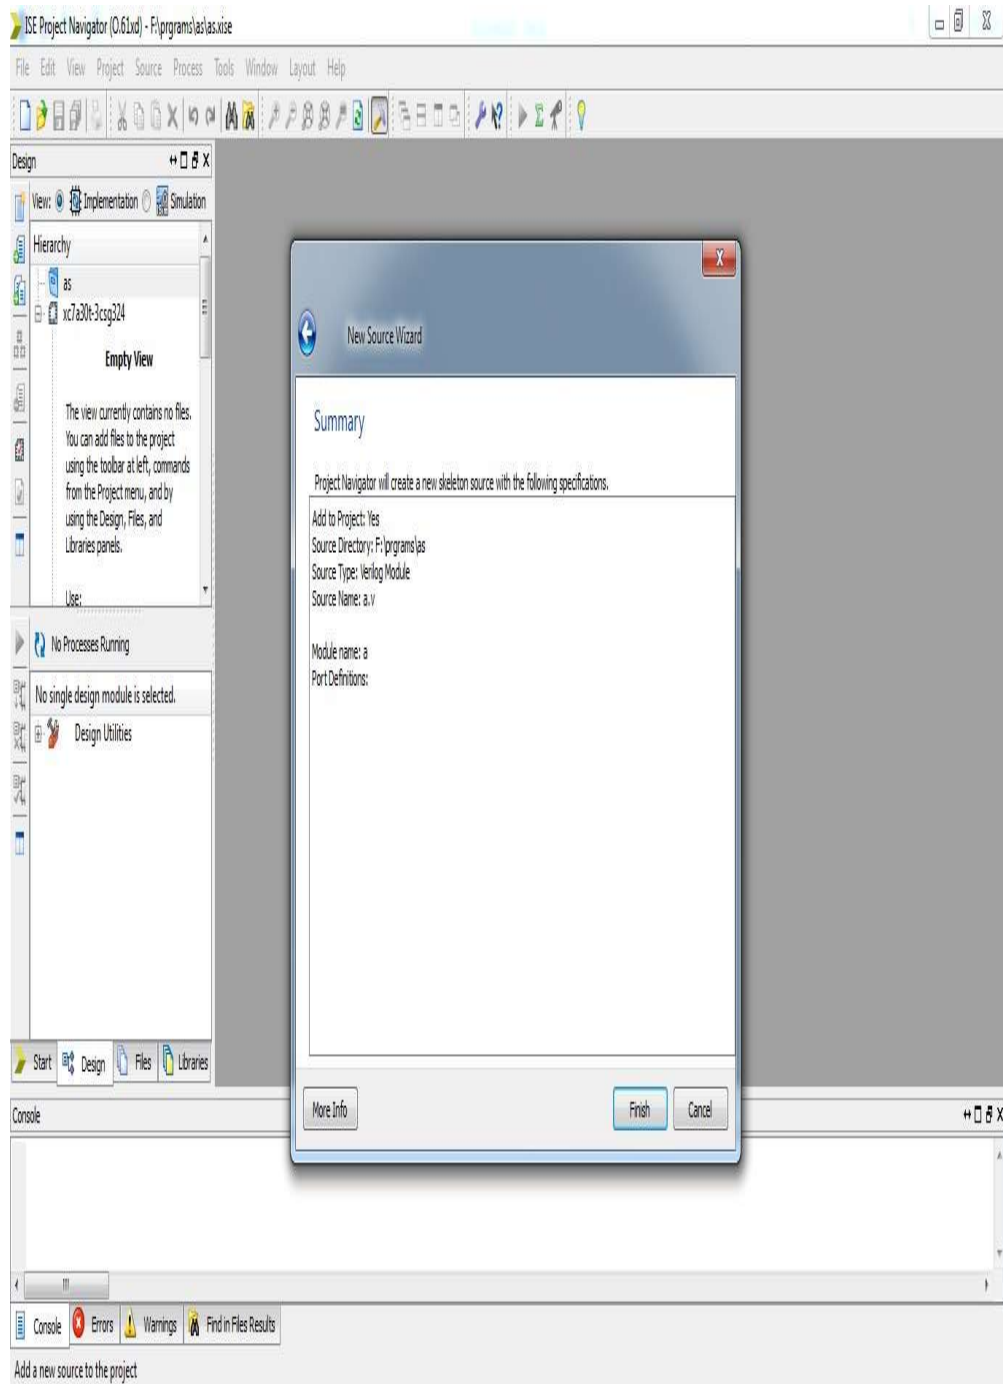 ISE Project Navigator (O.61xd) - F:\prgrams\as\as.xise
File Edit View Project Source Process Tools Window Layout Help
Design
View: Implementation Simulation
Hierarchy
as
xc7a30t-3csg324
Empty View
The view currently contains no files.
You can add files to the project
using the toolbar at left, commands
from the Project menu, and by
using the Design, Files, and
Libraries panels.
Use:
No Processes Running
No single design module is selected.
Design Utilities
Start Design Files Libraries
New Source Wizard
Summary
Project Navigator will create a new skeleton source with the following specifications.
Add to Project: Yes
Source Directory: F:\prgrams\as
Source Type: Verilog Module
Source Name: a.v
Module name: a
Port Definitions:
More Info Finish Cancel
Console
Console Errors Warnings Find in Files Results
Add a new source to the project